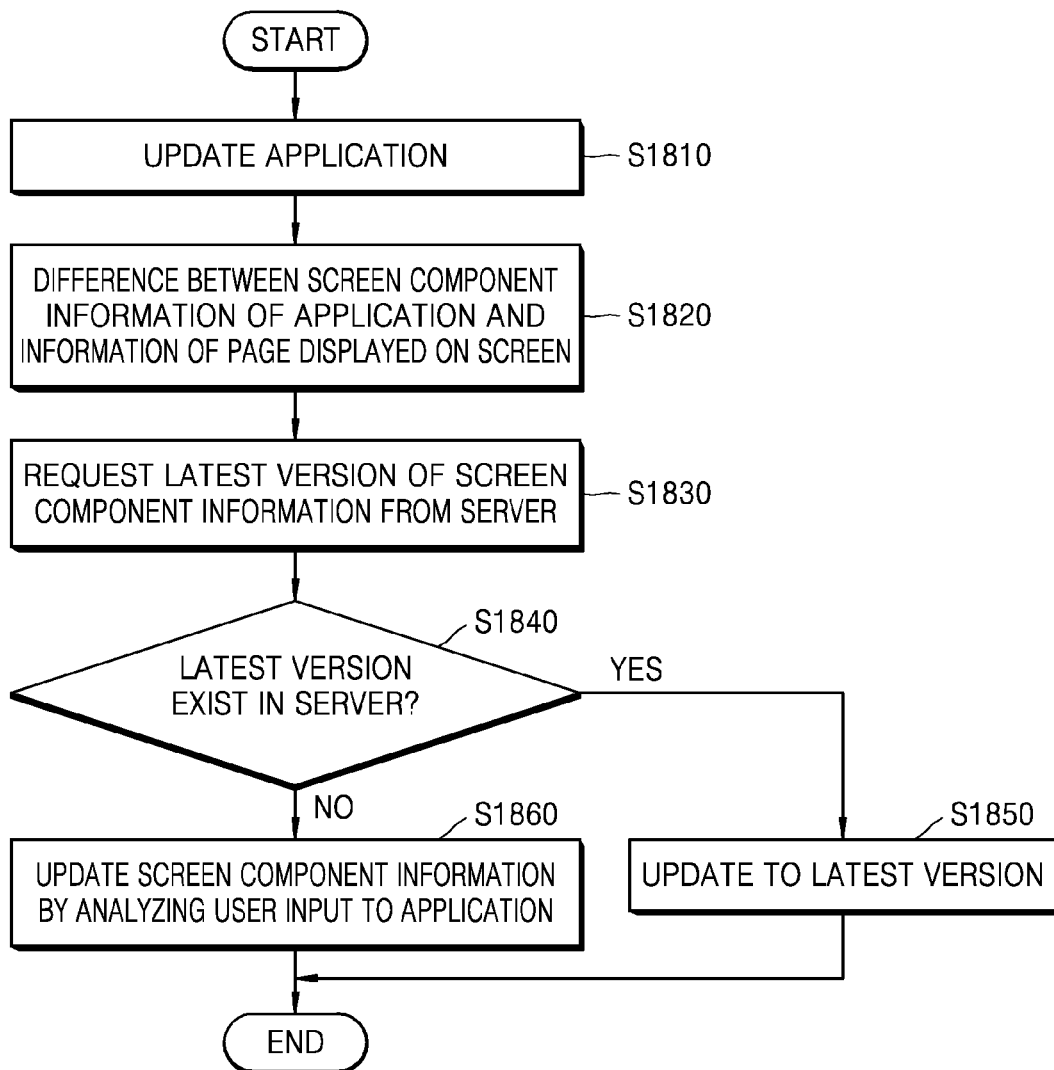 START
UPDATE APPLICATION
S1810
DIFFERENCE BETWEEN SCREEN COMPONENT
INFORMATION OF APPLICATION AND
INFORMATION OF PAGE DISPLAYED ON SCREEN
S1820
REQUEST LATEST VERSION OF SCREEN
COMPONENT INFORMATION FROM SERVER
S1830
S1840
LATEST VERSION
EXIST IN SERVER?
YES
NO
S1860
UPDATE SCREEN COMPONENT INFORMATION
BY ANALYZING USER INPUT TO APPLICATION
S1850
UPDATE TO LATEST VERSION
END